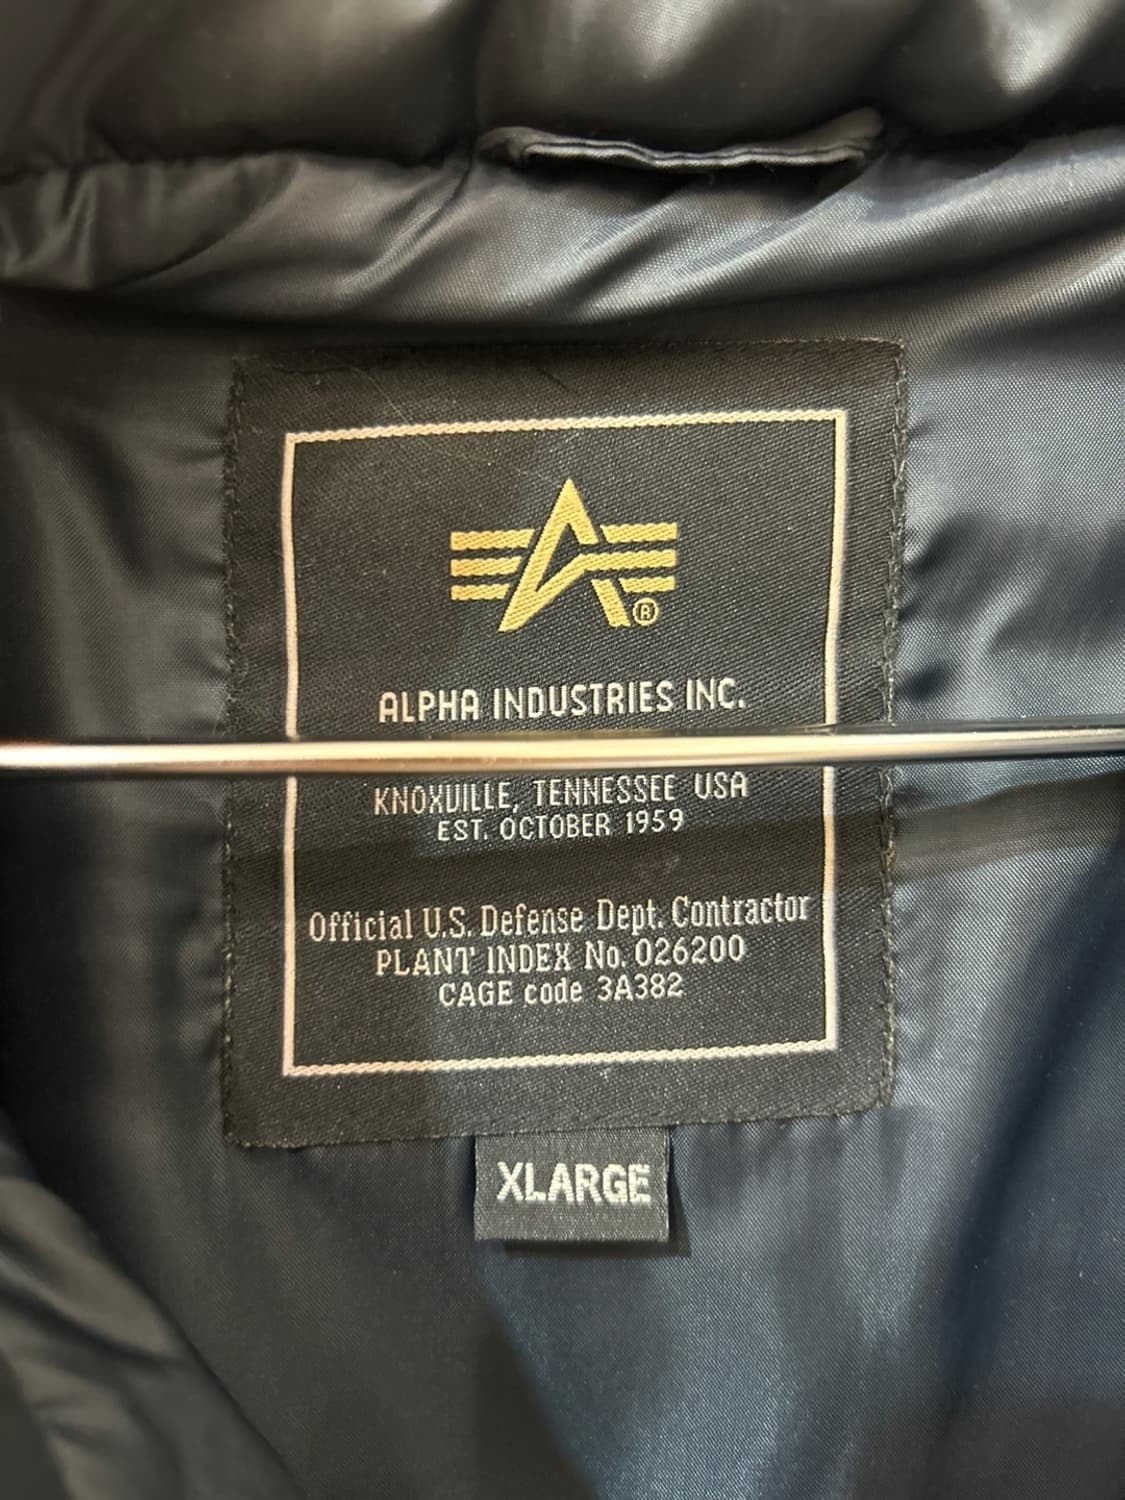 ®
ALPHA INDUSTRIES INC.
KNOXVILLE, TENNESSEE USA
EST. OCTOBER 1959
Official U.S. Defense Dept. Contractor
PLANT INDEX No. 026200
CAGE code 3A382
XLARGE